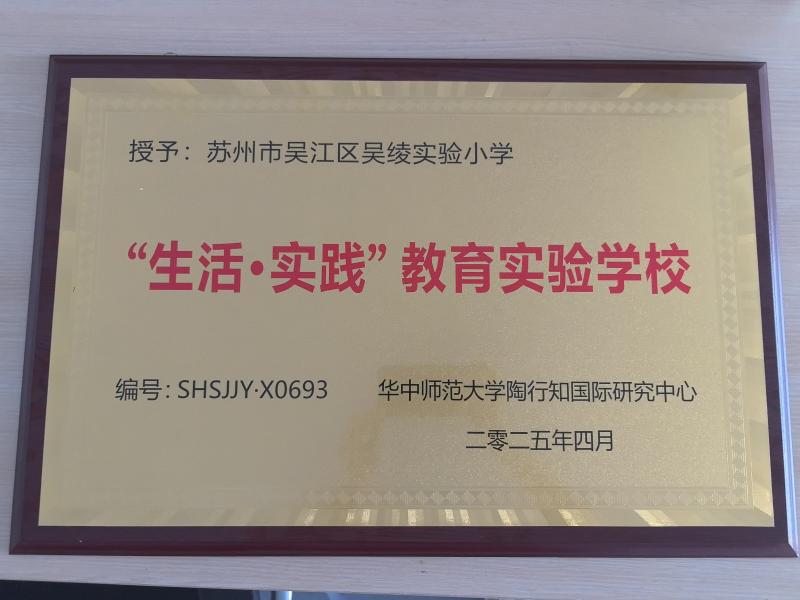 授予：苏州市吴江区吴绫实验小学
“生活·实践”教育实验学校
编号：SHSJJY·X0693
华中师范大学陶行知国际研究中心
二零二五年四月